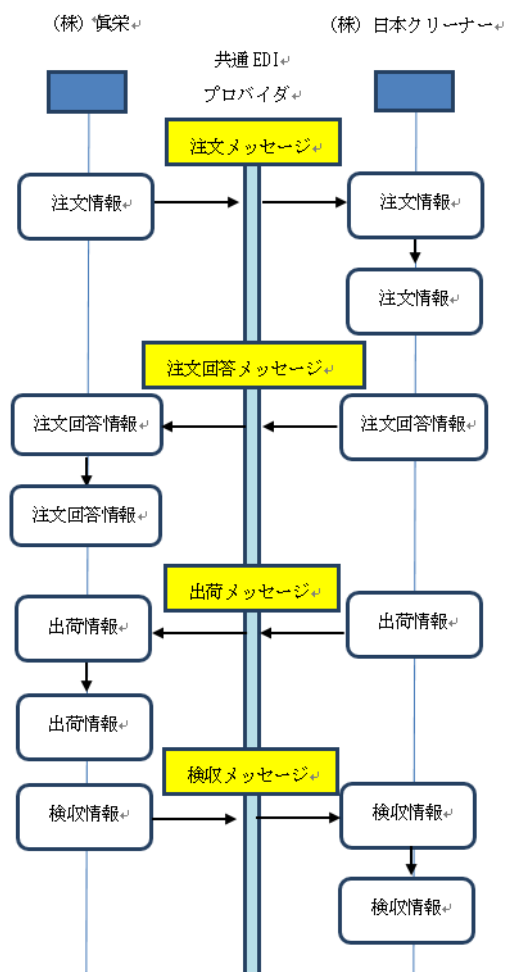 （株）眞栄
（株）日本クリーナー
共通EDI
プロバイダ
注文メッセージ
注文情報
注文情報
注文情報
注文回答メッセージ
注文回答情報
注文回答情報
注文回答情報
出荷メッセージ
出荷情報
出荷情報
出荷情報
検収メッセージ
検収情報
検収情報
検収情報